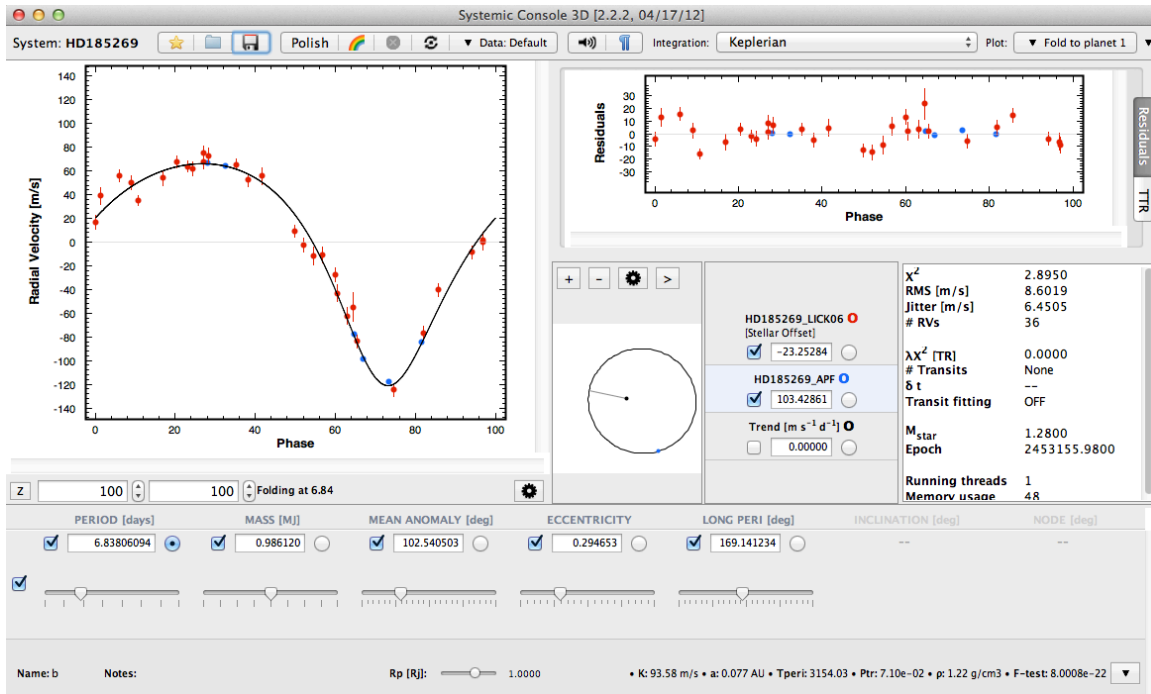 Systemic Console 3D [2.2.2, 04/17/12]
System: HD185269 Polish ▼ Data: Default Integration: Keplerian Plot: ▼ Fold to planet 1 ▼
140
120
100
80
60
40
20
0
-20
-40
-60
-80
-100
-120
-140
Radial Velocity [m/s]
0 20 40 60 80 100
Phase
Z 100 100 Folding at 6.84
30
20
10
0
-10
-20
-30
Residuals
0 20 40 60 80 100
Phase
Residuals
TTR
+ - >
HD185269_LICK06 O
[Stellar Offset]
-23.25284
HD185269_APF O
103.42861
Trend [m s⁻¹ d⁻¹] O
0.00000
χ² 2.8950
RMS [m/s] 8.6019
Jitter [m/s] 6.4505
# RVs 36
λχ² [TR] 0.0000
# Transits None
δ t --
Transit fitting OFF
Mstar 1.2800
Epoch 2453155.9800
Running threads 1
Memory usage 48
PERIOD [days] MASS [MJ] MEAN ANOMALY [deg] ECCENTRICITY LONG PERI [deg] INCLINATION [deg] NODE [deg]
6.83806094 0.986120 102.540503 0.294653 169.141234 -- --
Name: b Notes: Rp [Rj]: 1.0000 • K: 93.58 m/s • a: 0.077 AU • Tperi: 3154.03 • Ptr: 7.10e-02 • ρ: 1.22 g/cm3 • F-test: 8.0008e-22 ▼